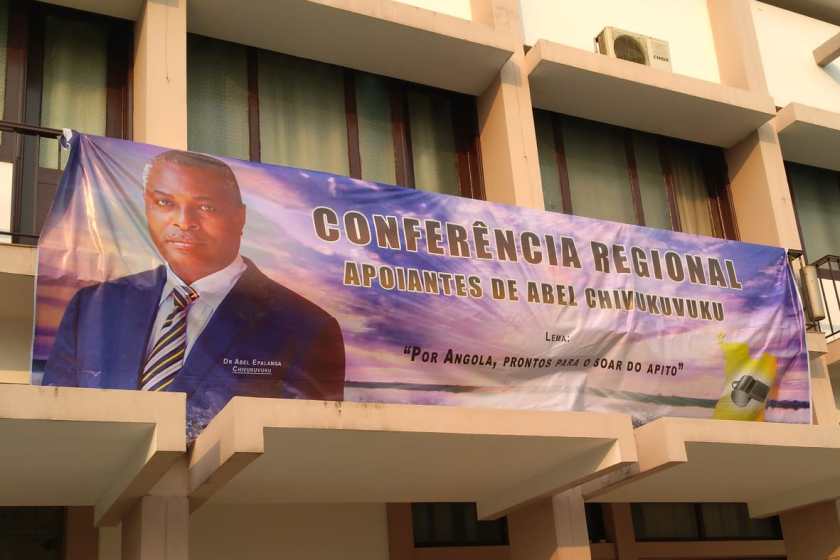 CONFERÊNCIA REGIONAL
APOIANTES DE ABEL CHIVUKUVUKU
LEMA:
"POR ANGOLA, PRONTOS PARA O SOAR DO APITO"
DR ABEL EPALANGA
CHIVUKUVUKU